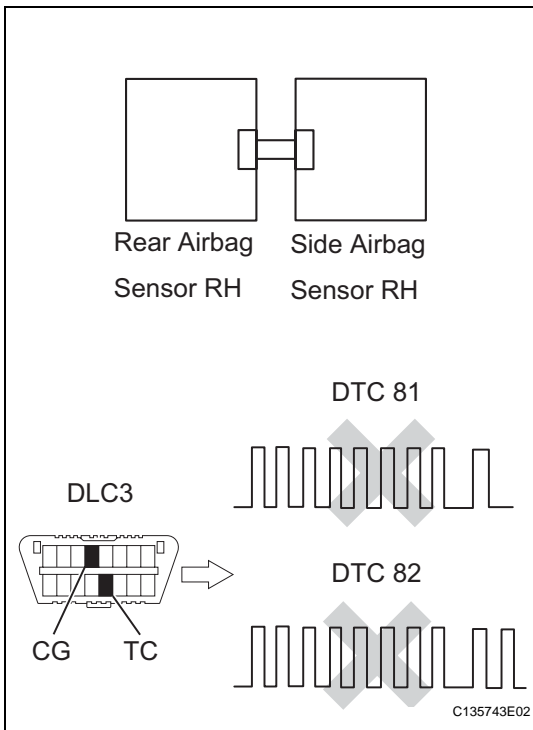 Rear Airbag Side Airbag
Sensor RH Sensor RH
DTC 81
DLC3
DTC 82
CG TC
C135743E02